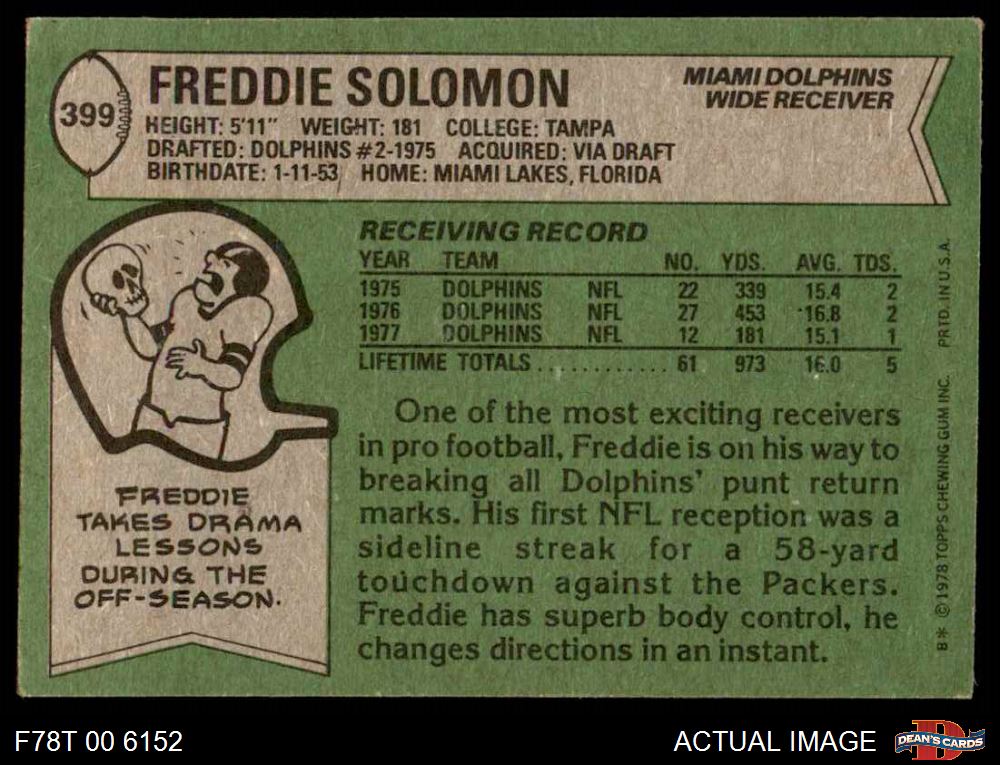 399
FREDDIE SOLOMON
MIAMI DOLPHINS
WIDE RECEIVER
HEIGHT: 5'11" WEIGHT: 181 COLLEGE: TAMPA
DRAFTED: DOLPHINS #2-1975 ACQUIRED: VIA DRAFT
BIRTHDATE: 1-11-53 HOME: MIAMI LAKES, FLORIDA
RECEIVING RECORD
YEAR TEAM NO. YDS. AVG. TDS.
1975 DOLPHINS NFL 22 339 15.4 2
1976 DOLPHINS NFL 27 453 16.8 2
1977 DOLPHINS NFL 12 181 15.1 1
LIFETIME TOTALS ............ 61 973 16.0 5
One of the most exciting receivers
in pro football, Freddie is on his way to
breaking all Dolphins' punt return
marks. His first NFL reception was a
sideline streak for a 58-yard
touchdown against the Packers.
Freddie has superb body control, he
changes directions in an instant.
FREDDIE
TAKES DRAMA
LESSONS
DURING THE
OFF-SEASON.
B* © 1978 TOPPS CHEWING GUM INC. PRTD. IN U.S.A.
F78T 00 6152
ACTUAL IMAGE
DEAN'S CARDS